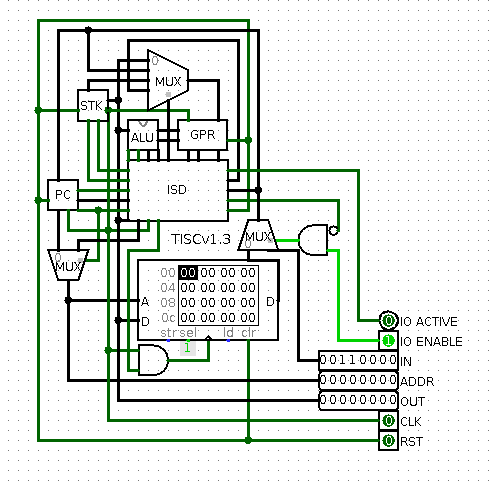 0
MUX
STK
ALU
GPR
ISD
PC
TISCv1.3
MUX
0
0
MUX
00 00 00 00 00
04 00 00 00 00
A 08 00 00 00 00 D
D 0c 00 00 00 00
str sel ld clr
1
0 IO ACTIVE
1 IO ENABLE
00110000 IN
00000000 ADDR
00000000 OUT
0 CLK
0 RST